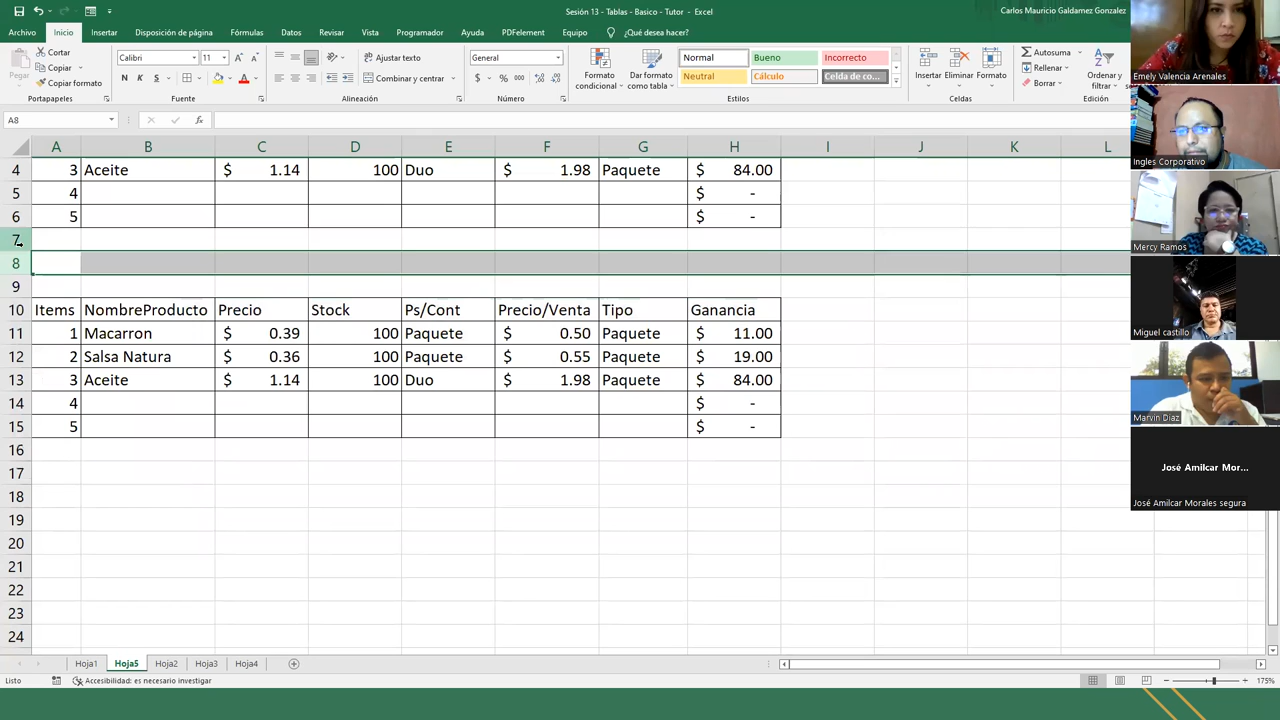 Sesión 13 - Tablas - Basico - Tutor - Excel
Carlos Mauricio Galdamez Gonzalez
Archivo Inicio Insertar Disposición de página Fórmulas Datos Revisar Vista Programador Ayuda PDFelement Equipo ¿Qué desea hacer?
Pegar
Cortar
Copiar
Copiar formato
Portapapeles
Calibri 11
N K S
Fuente
Ajustar texto
Combinar y centrar
Alineación
General
$ % 000
Número
Formato condicional
Dar formato como tabla
Normal Bueno Incorrecto
Neutral Cálculo Celda de co...
Estilos
Insertar Eliminar Formato
Celdas
Autosuma
Rellenar
Borrar
Ordenar y
Edición
A8
fx
A B C D E F G H I J K L
4 3 Aceite $ 1.14 100 Duo $ 1.98 Paquete $ 84.00
5 4 $ -
6 5 $ -
7
8
9
10 Items NombreProducto Precio Stock Ps/Cont Precio/Venta Tipo Ganancia
11 1 Macarron $ 0.39 100 Paquete $ 0.50 Paquete $ 11.00
12 2 Salsa Natura $ 0.36 100 Paquete $ 0.55 Paquete $ 19.00
13 3 Aceite $ 1.14 100 Duo $ 1.98 Paquete $ 84.00
14 4 $ -
15 5 $ -
16
17
18
19
20
21
22
23
24
Hoja1 Hoja5 Hoja2 Hoja3 Hoja4
Listo Accesibilidad: es necesario investigar
175%
Emely Valencia Arenales
Ingles Corporativo
Mercy Ramos
Miguel castillo
Marvin Diaz
José Amilcar Mor...
José Amilcar Morales segura